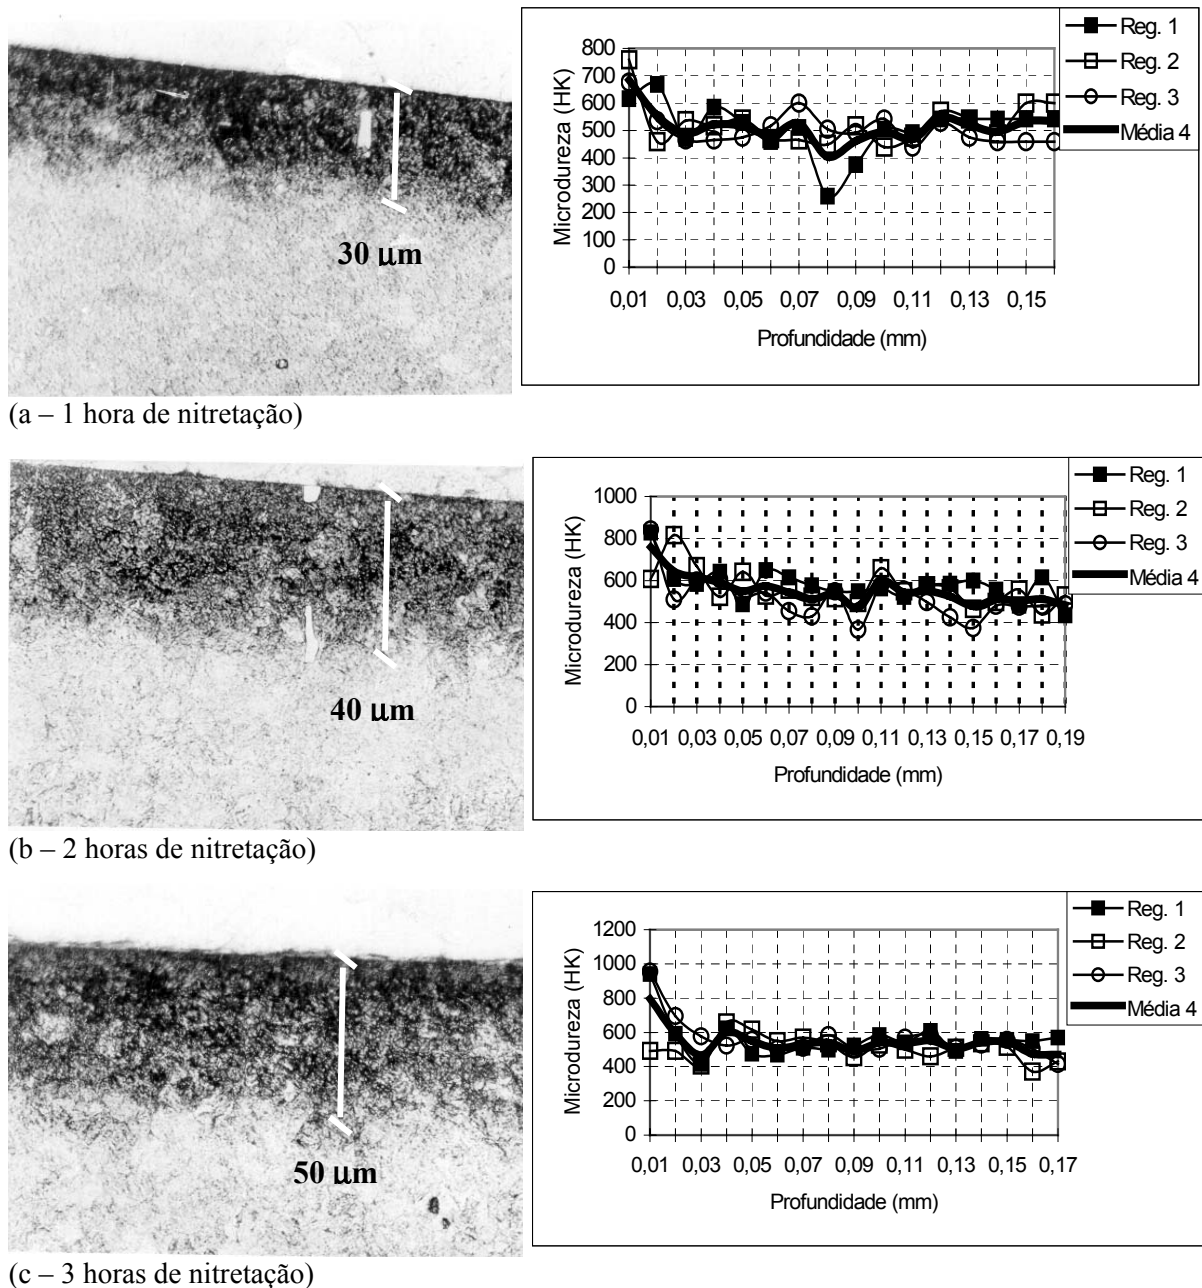 30 µm
Reg. 1
Reg. 2
Reg. 3
Média 4
Microdureza (HK)
800
700
600
500
400
300
200
100
0
0,01 0,03 0,05 0,07 0,09 0,11 0,13 0,15
Profundidade (mm)
(a – 1 hora de nitretação)
40 µm
Reg. 1
Reg. 2
Reg. 3
Média 4
Microdureza (HK)
1000
800
600
400
200
0
0,01 0,03 0,05 0,07 0,09 0,11 0,13 0,15 0,17 0,19
Profundidade (mm)
(b – 2 horas de nitretação)
50 µm
Reg. 1
Reg. 2
Reg. 3
Média 4
Microdureza (HK)
1200
1000
800
600
400
200
0
0,01 0,03 0,05 0,07 0,09 0,11 0,13 0,15 0,17
Profundidade (mm)
(c – 3 horas de nitretação)